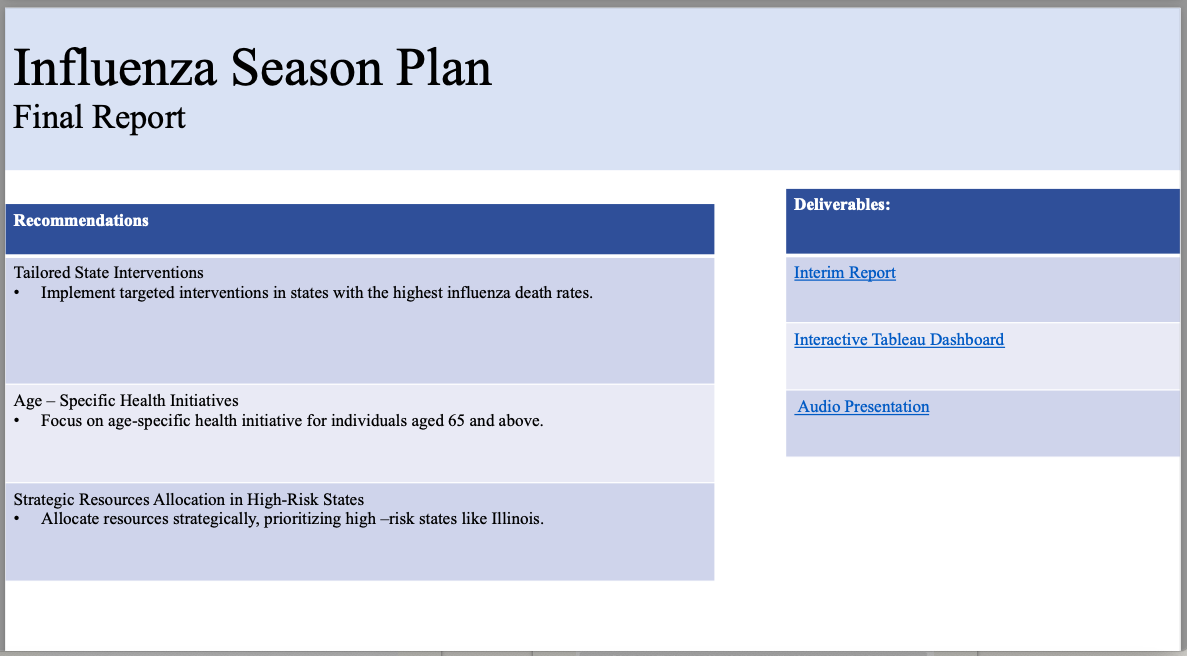 Influenza Season Plan
Final Report
Recommendations
Tailored State Interventions
• Implement targeted interventions in states with the highest influenza death rates.
Age – Specific Health Initiatives
• Focus on age-specific health initiative for individuals aged 65 and above.
Strategic Resources Allocation in High-Risk States
• Allocate resources strategically, prioritizing high –risk states like Illinois.
Deliverables:
Interim Report
Interactive Tableau Dashboard
Audio Presentation